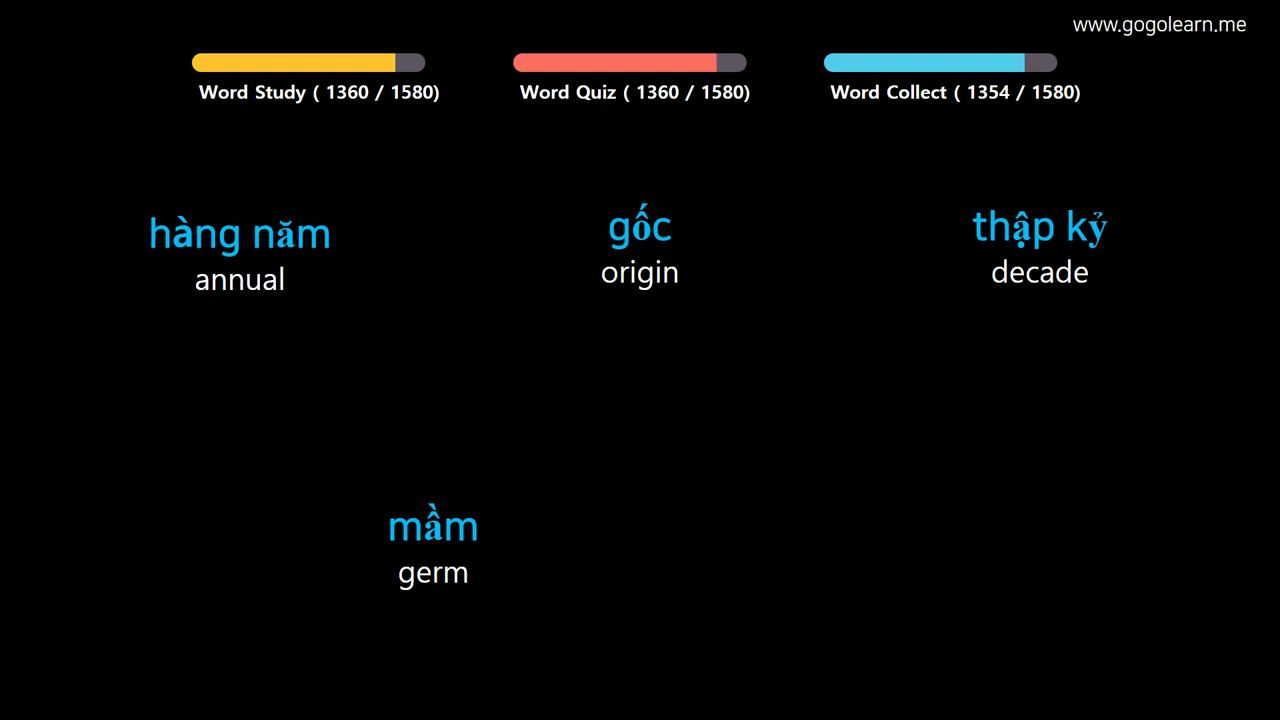 www.gogolearn.me
Word Study ( 1360 / 1580)
Word Quiz ( 1360 / 1580)
Word Collect ( 1354 / 1580)
hàng năm
annual
gốc
origin
thập kỷ
decade
mầm
germ